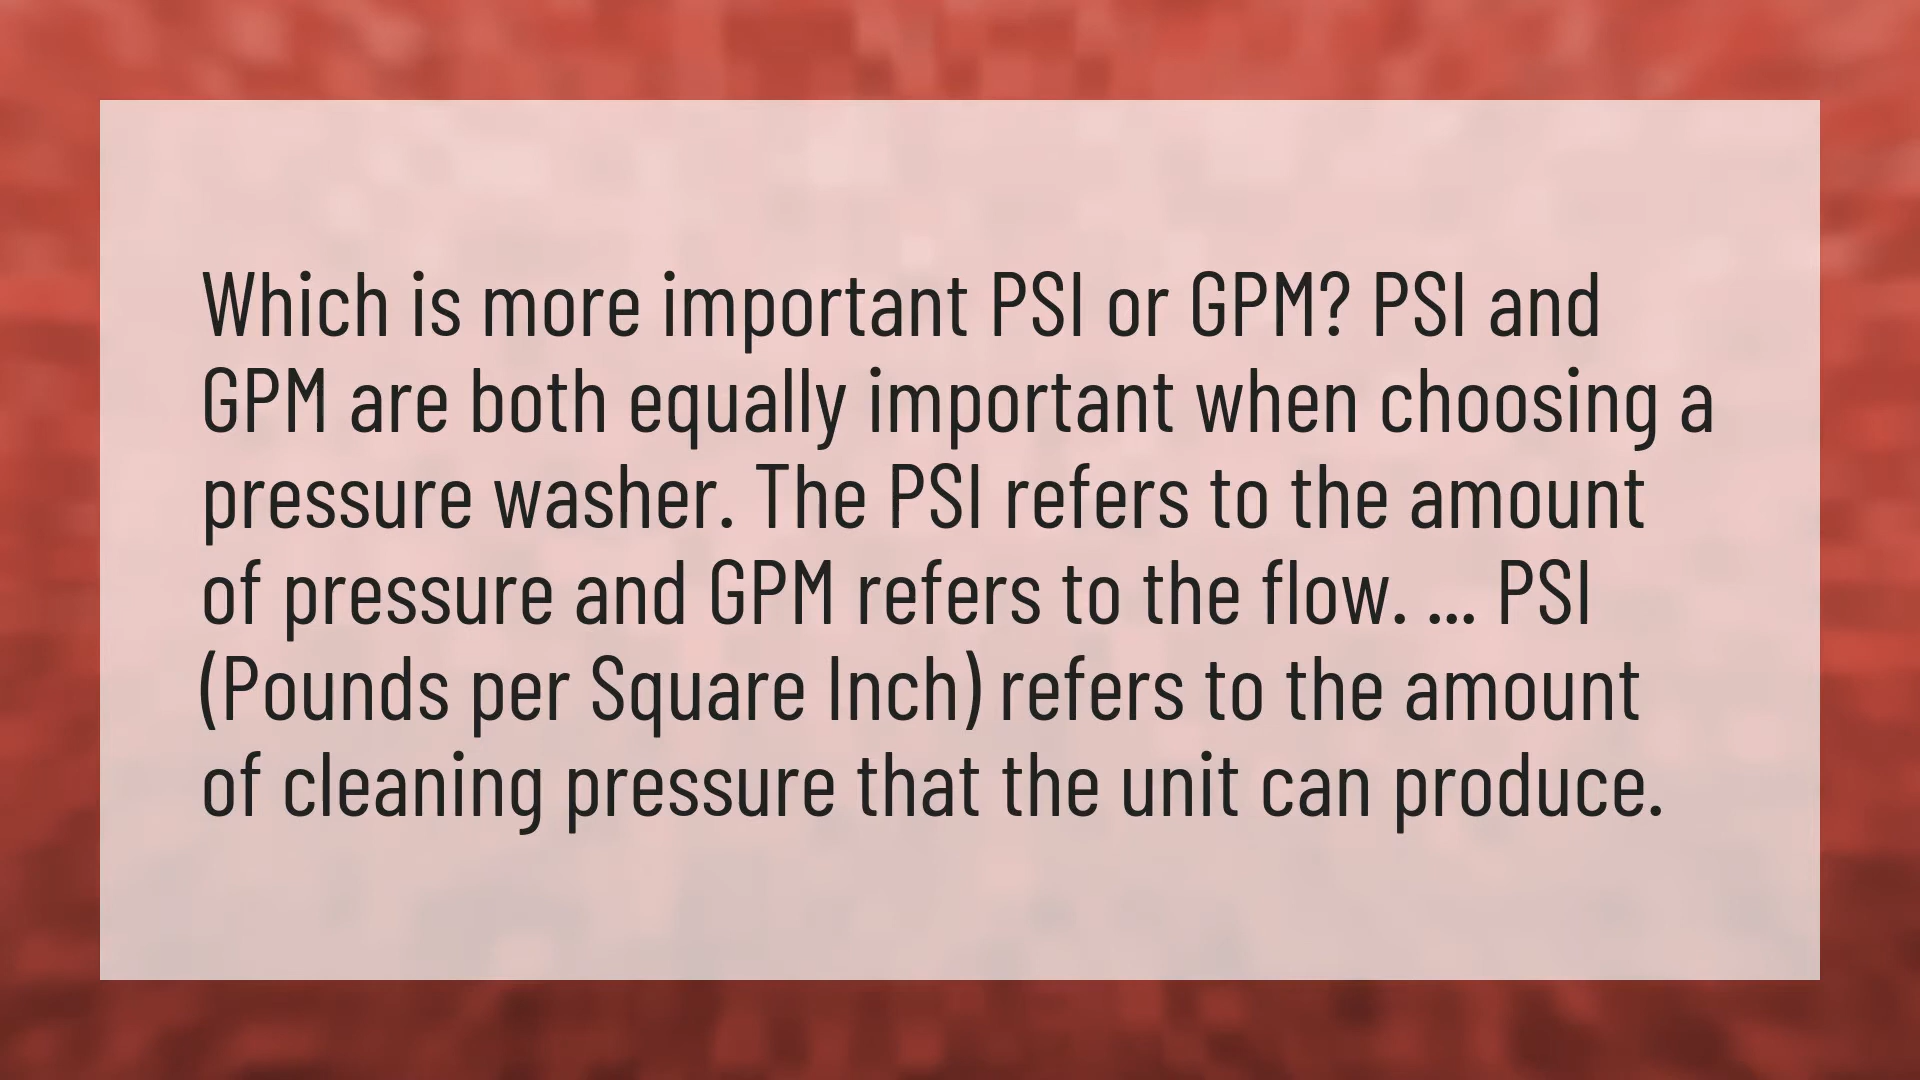 Which is more important PSI or GPM? PSI and
GPM are both equally important when choosing a
pressure washer. The PSI refers to the amount
of pressure and GPM refers to the flow. ... PSI
(Pounds per Square Inch) refers to the amount
of cleaning pressure that the unit can produce.